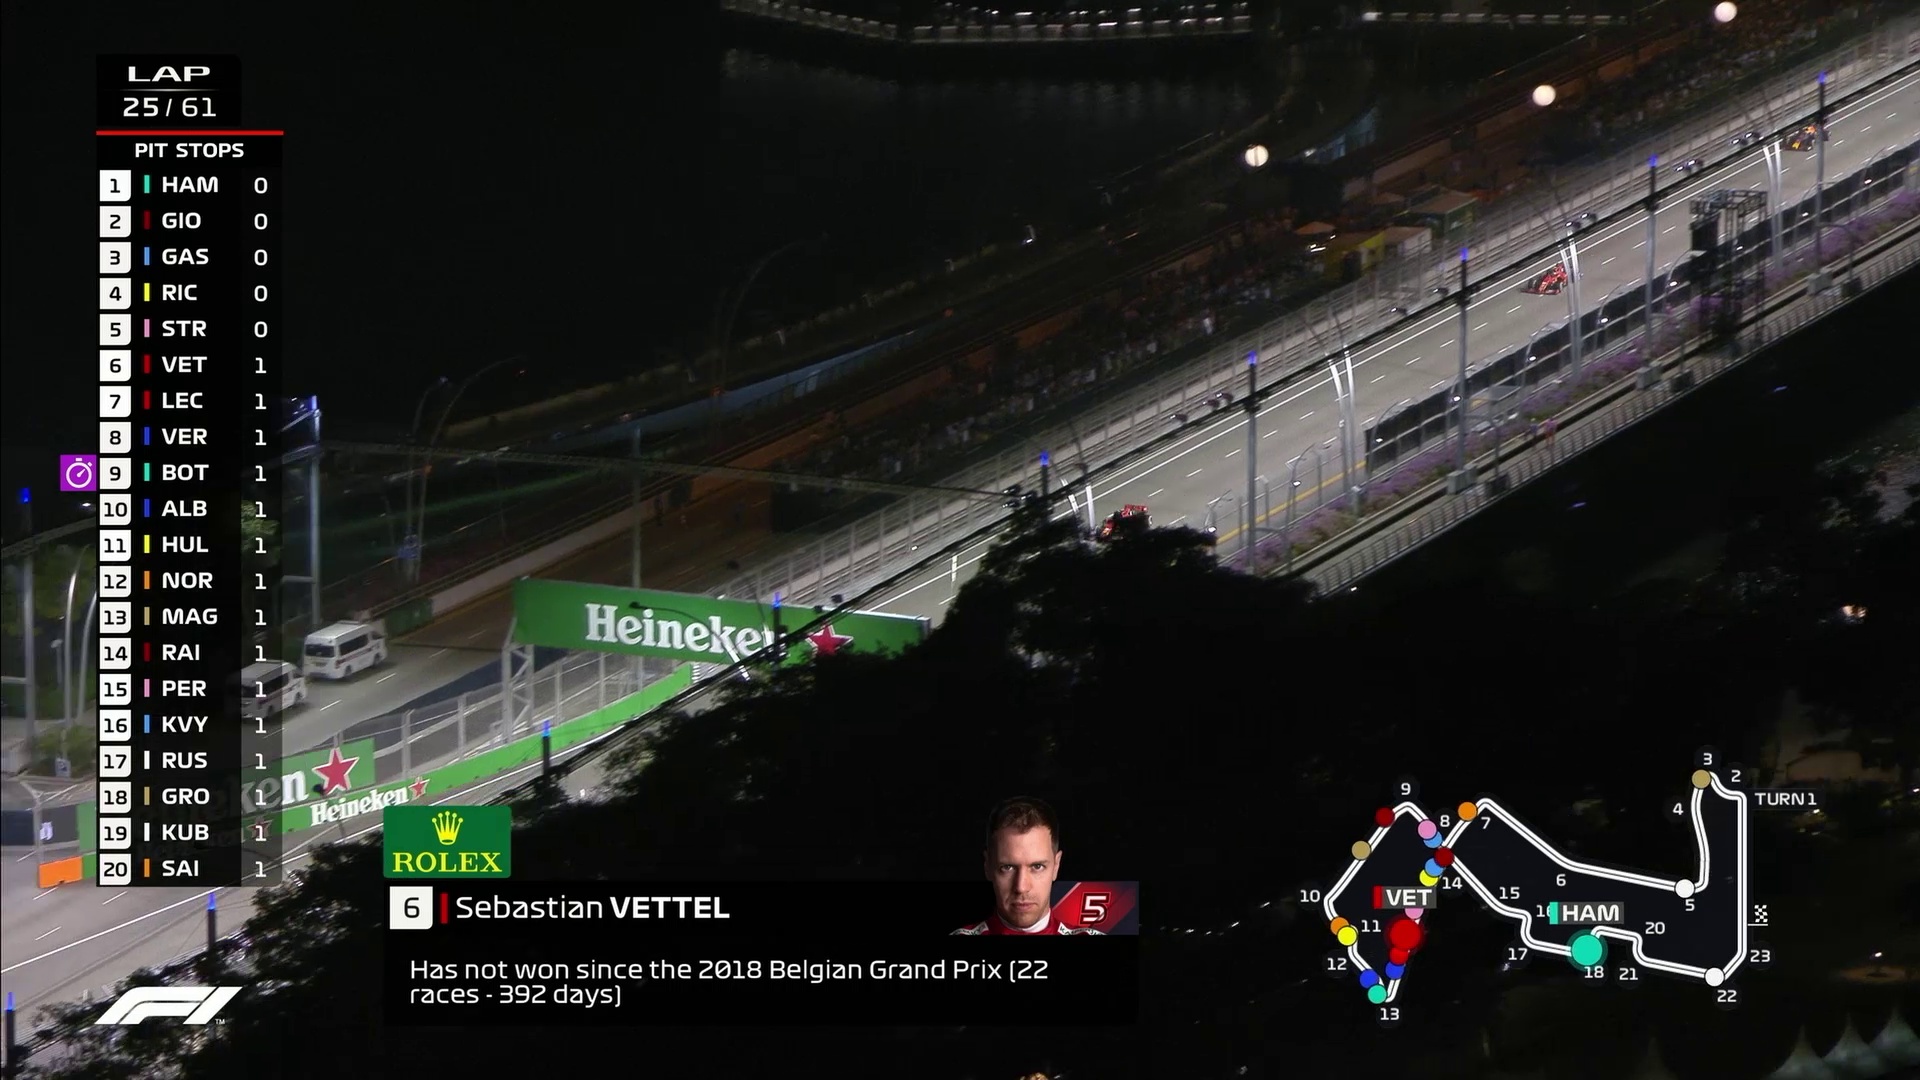 LAP
25/61
PIT STOPS
1 HAM 0
2 GIO 0
3 GAS 0
4 RIC 0
5 STR 0
6 VET 1
7 LEC 1
8 VER 1
9 BOT 1
10 ALB 1
11 HUL 1
12 NOR 1
13 MAG 1
14 RAI 1
15 PER 1
16 KVY 1
17 RUS 1
18 GRO 1
19 KUB 1
20 SAI 1
Heineken
Heineken
ROLEX
6 Sebastian VETTEL 5
Has not won since the 2018 Belgian Grand Prix (22
races - 392 days)
F1
TM
3
2
TURN 1
9
4
8
7
14
6
15
VET
10
5
16
HAM
11
20
17
12
18
21
23
22
13